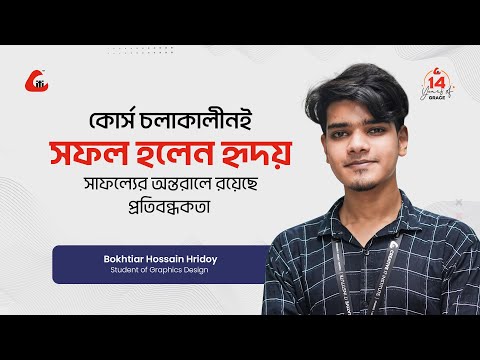 14
Years of
GRACE
কোর্স চলাকালীনই
সফল হলেন হৃদয়
সাফল্যের অন্তরালে রয়েছে
প্রতিবন্ধকতা
Bokhtiar Hossain Hridoy
Student of Graphics Design